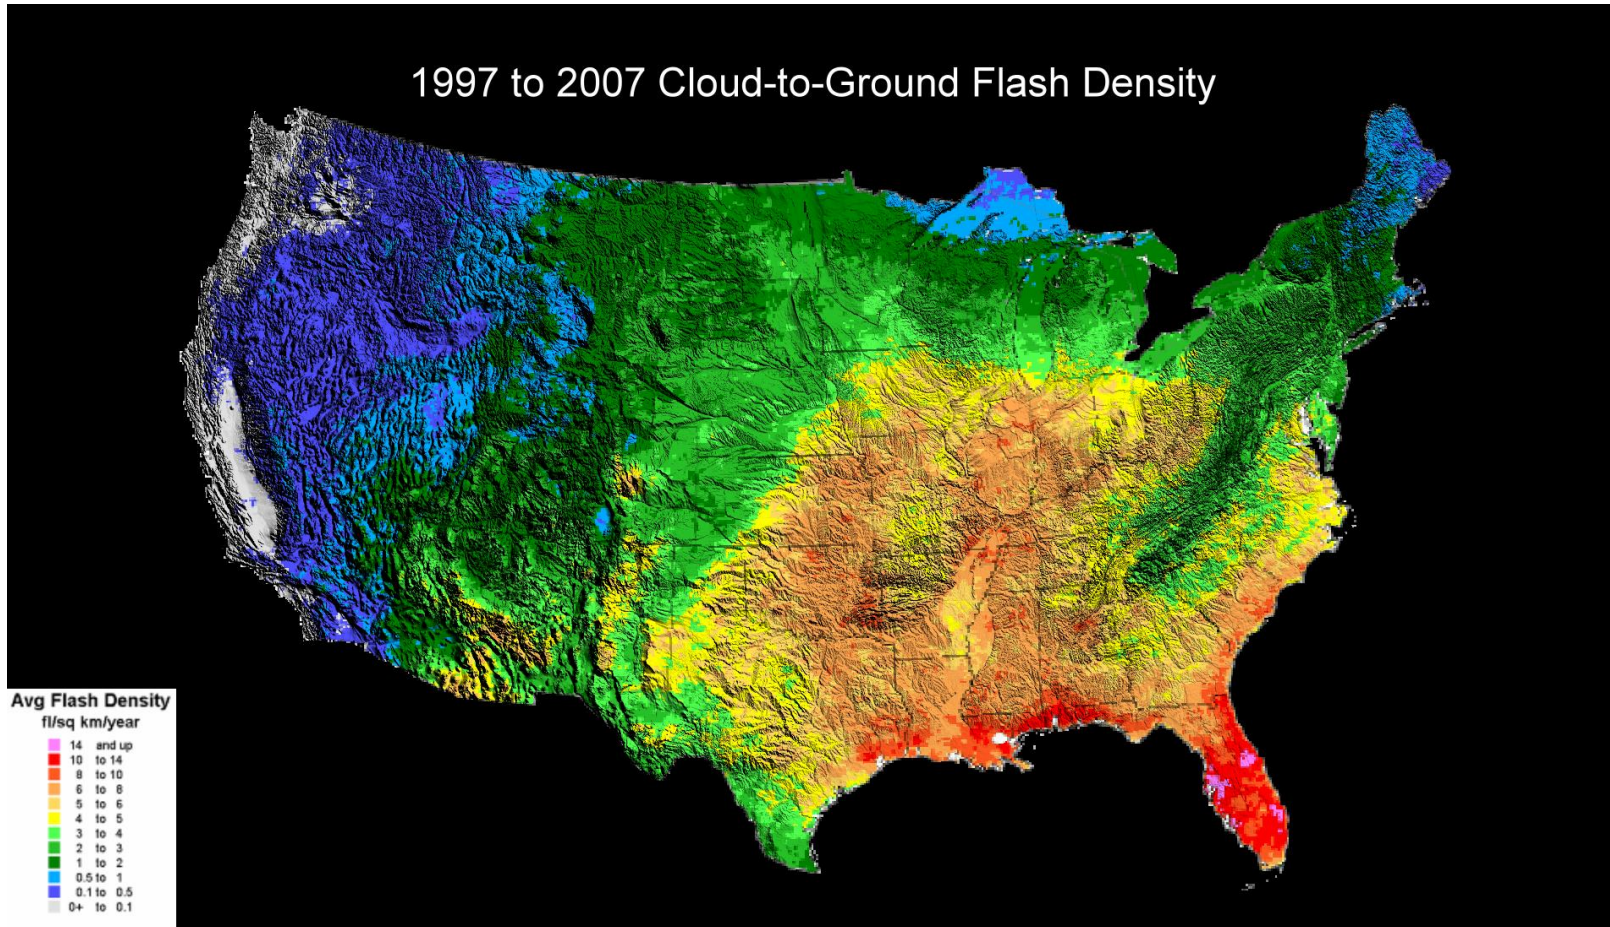 1997 to 2007 Cloud-to-Ground Flash Density
Avg Flash Density
fl/sq km/year
14 and up
10 to 14
8 to 10
6 to 8
5 to 6
4 to 5
3 to 4
2 to 3
1 to 2
0.5 to 1
0.1 to 0.5
0+ to 0.1